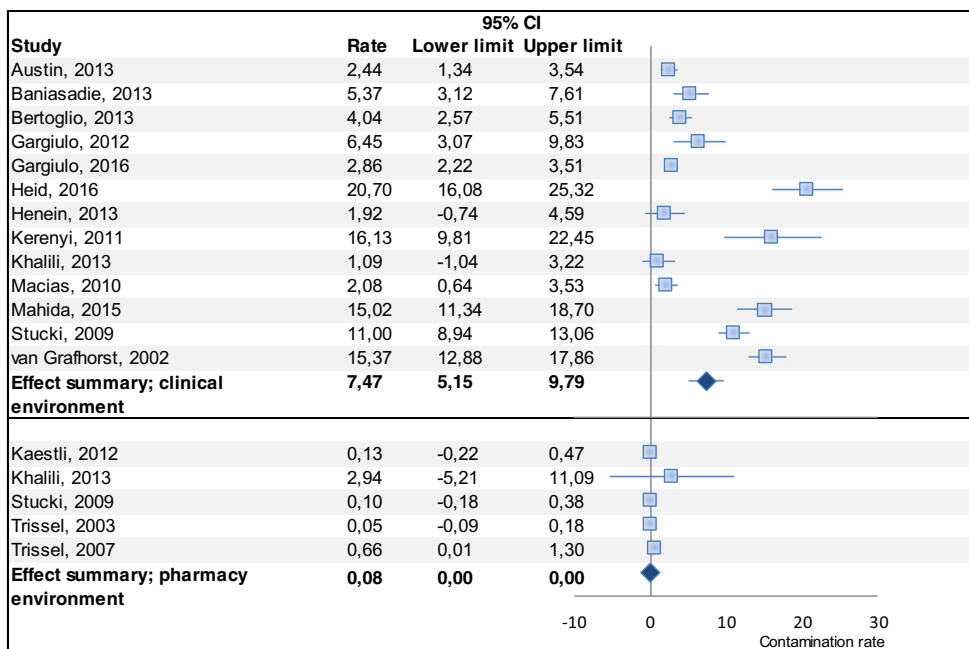 95% CI
Study Rate Lower limit Upper limit
Austin, 2013 2,44 1,34 3,54
Baniasadie, 2013 5,37 3,12 7,61
Bertoglio, 2013 4,04 2,57 5,51
Gargiulo, 2012 6,45 3,07 9,83
Gargiulo, 2016 2,86 2,22 3,51
Heid, 2016 20,70 16,08 25,32
Henein, 2013 1,92 -0,74 4,59
Kerenyi, 2011 16,13 9,81 22,45
Khalili, 2013 1,09 -1,04 3,22
Macias, 2010 2,08 0,64 3,53
Mahida, 2015 15,02 11,34 18,70
Stucki, 2009 11,00 8,94 13,06
van Grafhorst, 2002 15,37 12,88 17,86
Effect summary; clinical 7,47 5,15 9,79
environment
Kaestli, 2012 0,13 -0,22 0,47
Khalili, 2013 2,94 -5,21 11,09
Stucki, 2009 0,10 -0,18 0,38
Trissel, 2003 0,05 -0,09 0,18
Trissel, 2007 0,66 0,01 1,30
Effect summary; pharmacy 0,08 0,00 0,00
environment
-10 0 10 20 30
Contamination rate